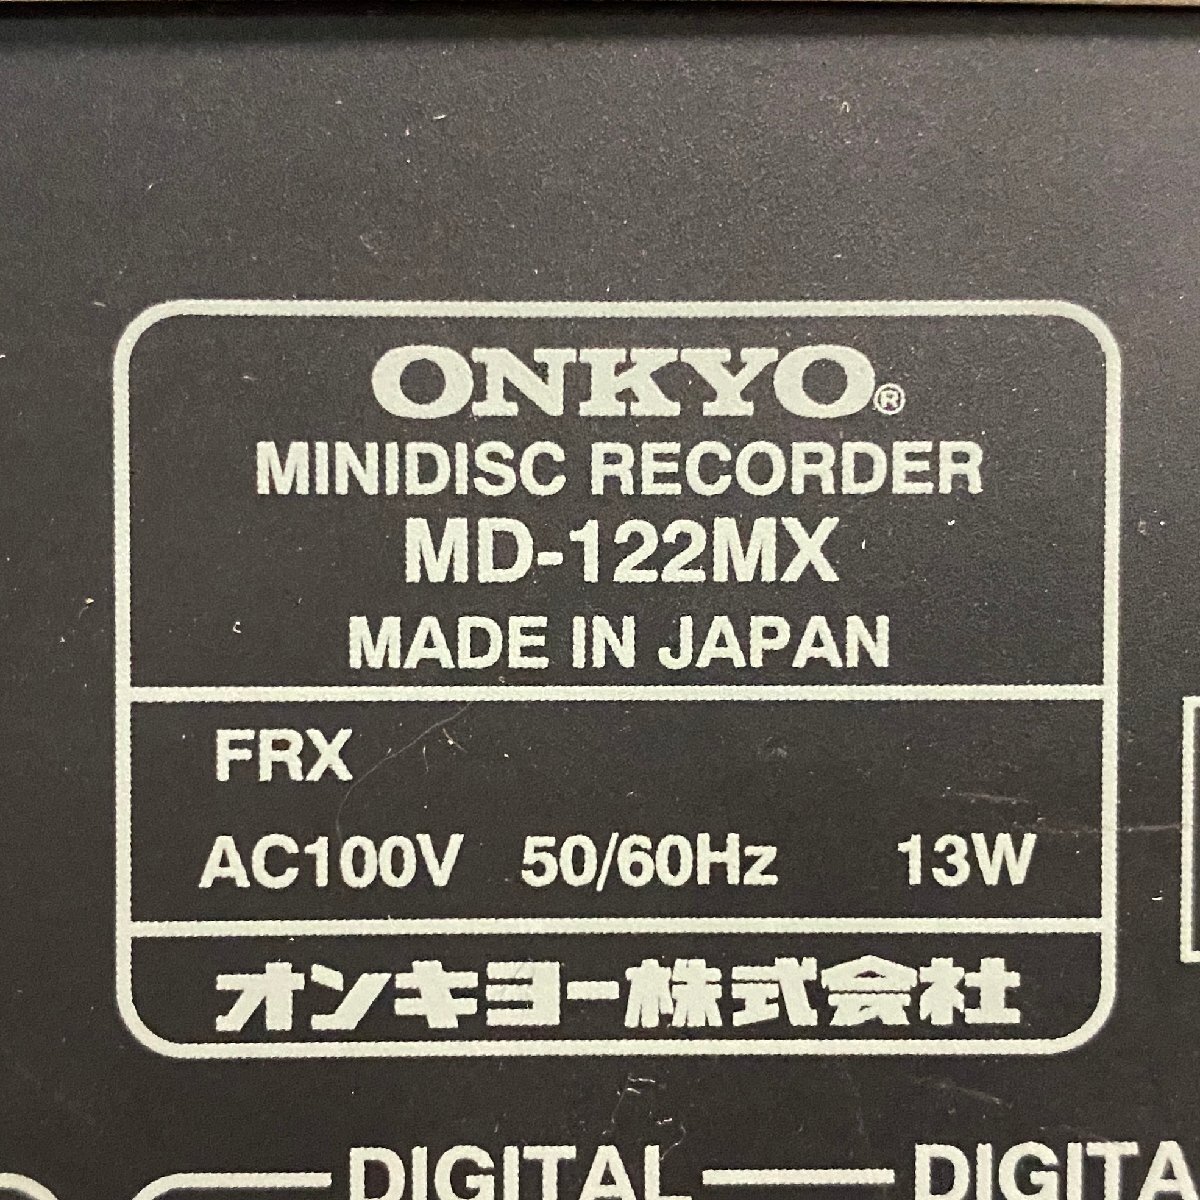 ONKYO®
MINIDISC RECORDER
MD-122MX
MADE IN JAPAN
FRX
AC100V 50/60Hz 13W
オンキヨー株式会社
DIGITAL DIGITA